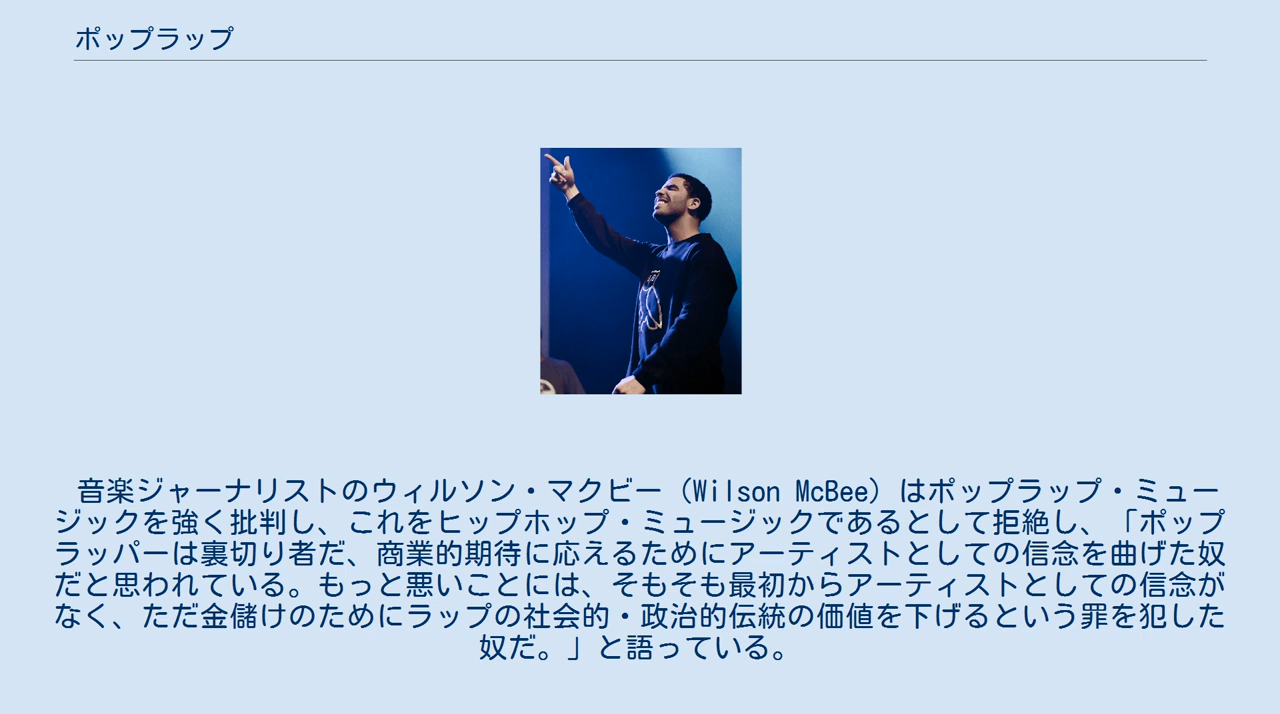 ポップラップ
音楽ジャーナリストのウィルソン・マクビー（Wilson McBee）はポップラップ・ミュー
ジックを強く批判し、これをヒップホップ・ミュージックであるとして拒絶し、「ポップ
ラッパーは裏切り者だ、商業的期待に応えるためにアーティストとしての信念を曲げた奴
だと思われている。もっと悪いことには、そもそも最初からアーティストとしての信念が
なく、ただ金儲けのためにラップの社会的・政治的伝統の価値を下げるという罪を犯した
奴だ。」と語っている。